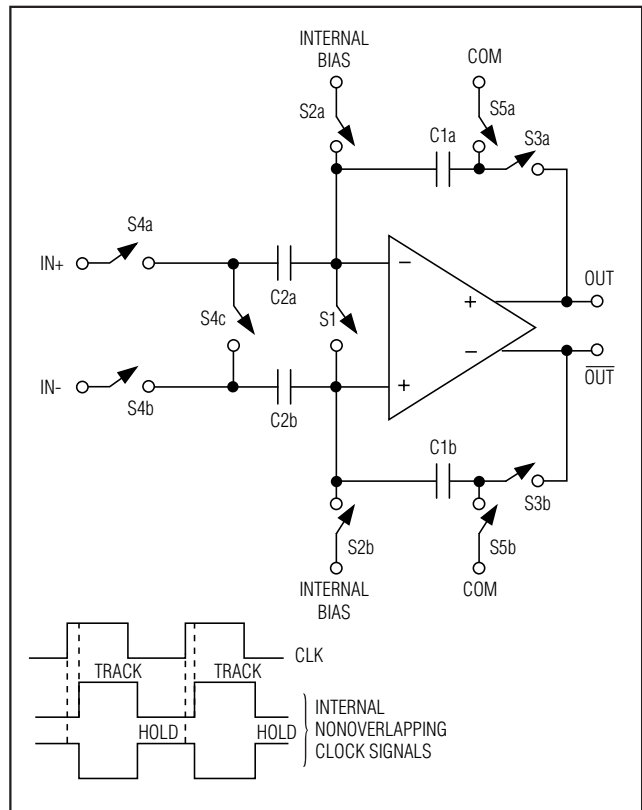 INTERNAL
BIAS
COM
S2a
S5a
C1a
S3a
S4a
IN+
C2a
S4c
S1
−
+
OUT
IN-
S4b
C2b
+
−
OUT
C1b
S3b
S2b
S5b
INTERNAL
BIAS
COM
CLK
TRACK
TRACK
HOLD
HOLD
INTERNAL
NONOVERLAPPING
CLOCK SIGNALS